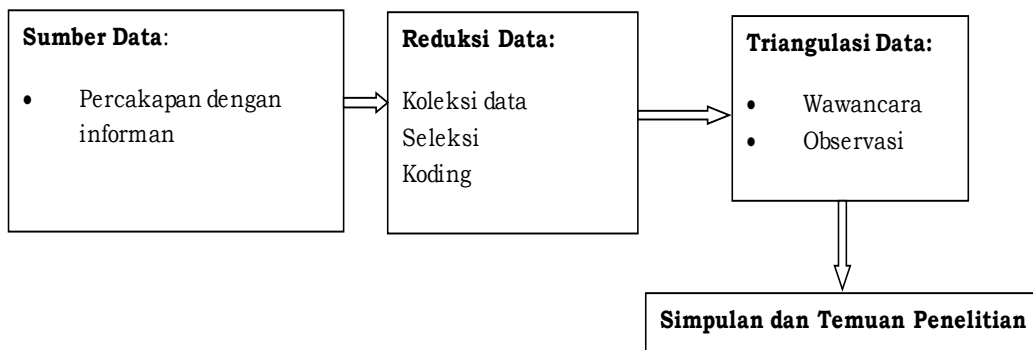 Sumber Data:
• Percakapan dengan
informan
Reduksi Data:
Koleksi data
Seleksi
Koding
Triangulasi Data:
• Wawancara
• Observasi
Simpulan dan Temuan Penelitian